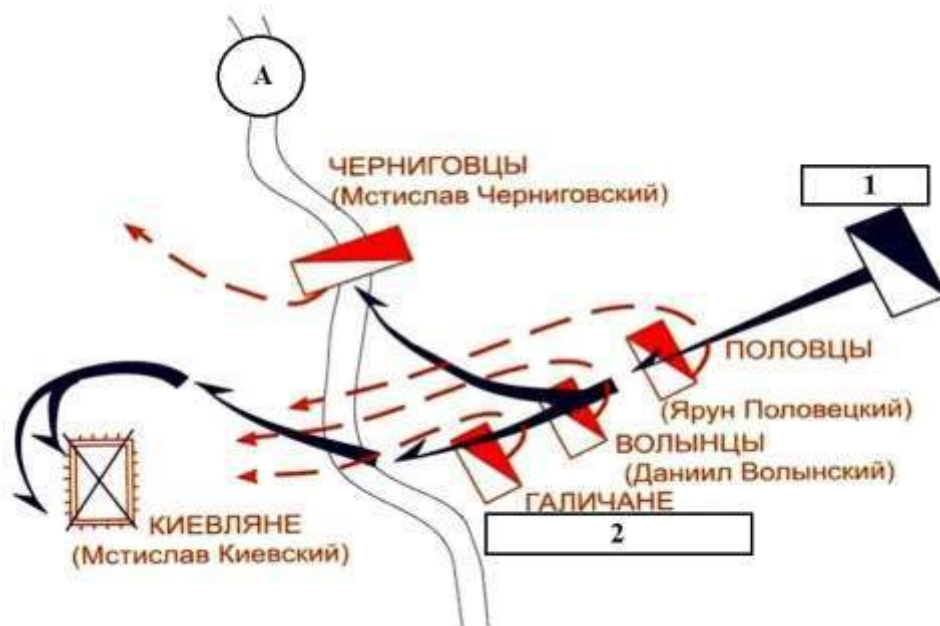 А
ЧЕРНИГОВЦЫ
(Мстислав Черниговский)
1
ПОЛОВЦЫ
(Ярун Половецкий)
ВОЛЫНЦЫ
(Даниил Волынский)
ГАЛИЧАНЕ
2
КИЕВЛЯНЕ
(Мстислав Киевский)